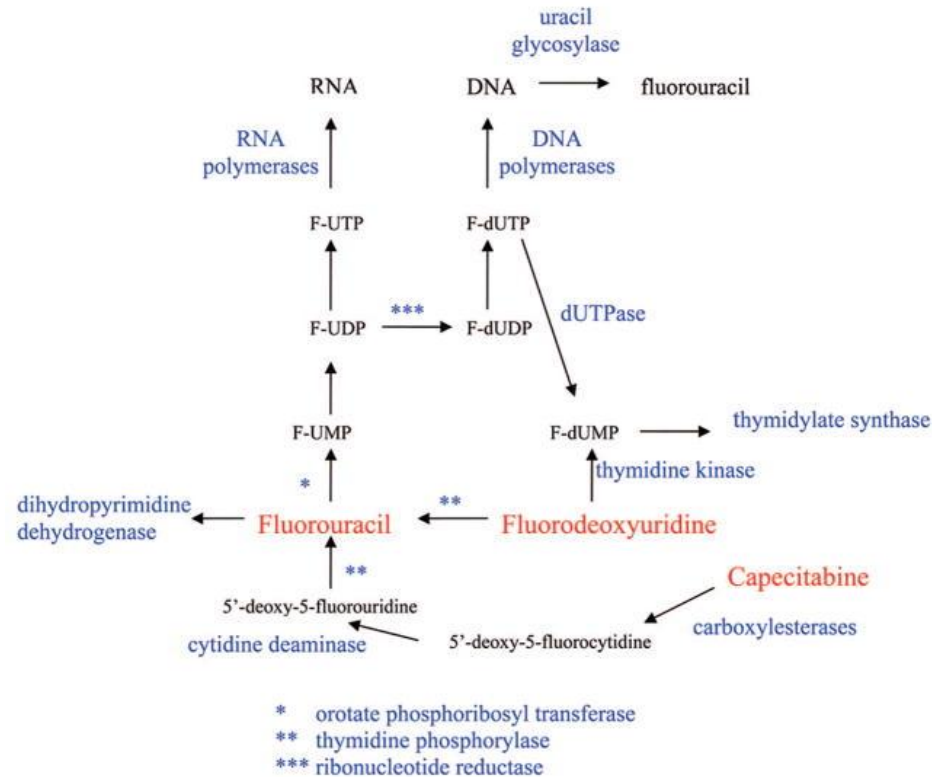 uracil
glycosylase
RNA
DNA
fluorouracil
RNA
polymerases
DNA
polymerases
F-UTP
F-dUTP
***
F-UDP
F-dUDP
dUTPase
F-UMP
F-dUMP
thymidylate synthase
*
thymidine kinase
dihydropyrimidine
dehydrogenase
Fluorouracil
**
Fluorodeoxyuridine
**
Capecitabine
5'-deoxy-5-fluorouridine
cytidine deaminase
5'-deoxy-5-fluorocytidine
carboxylesterases
* orotate phosphoribosyl transferase
** thymidine phosphorylase
*** ribonucleotide reductase